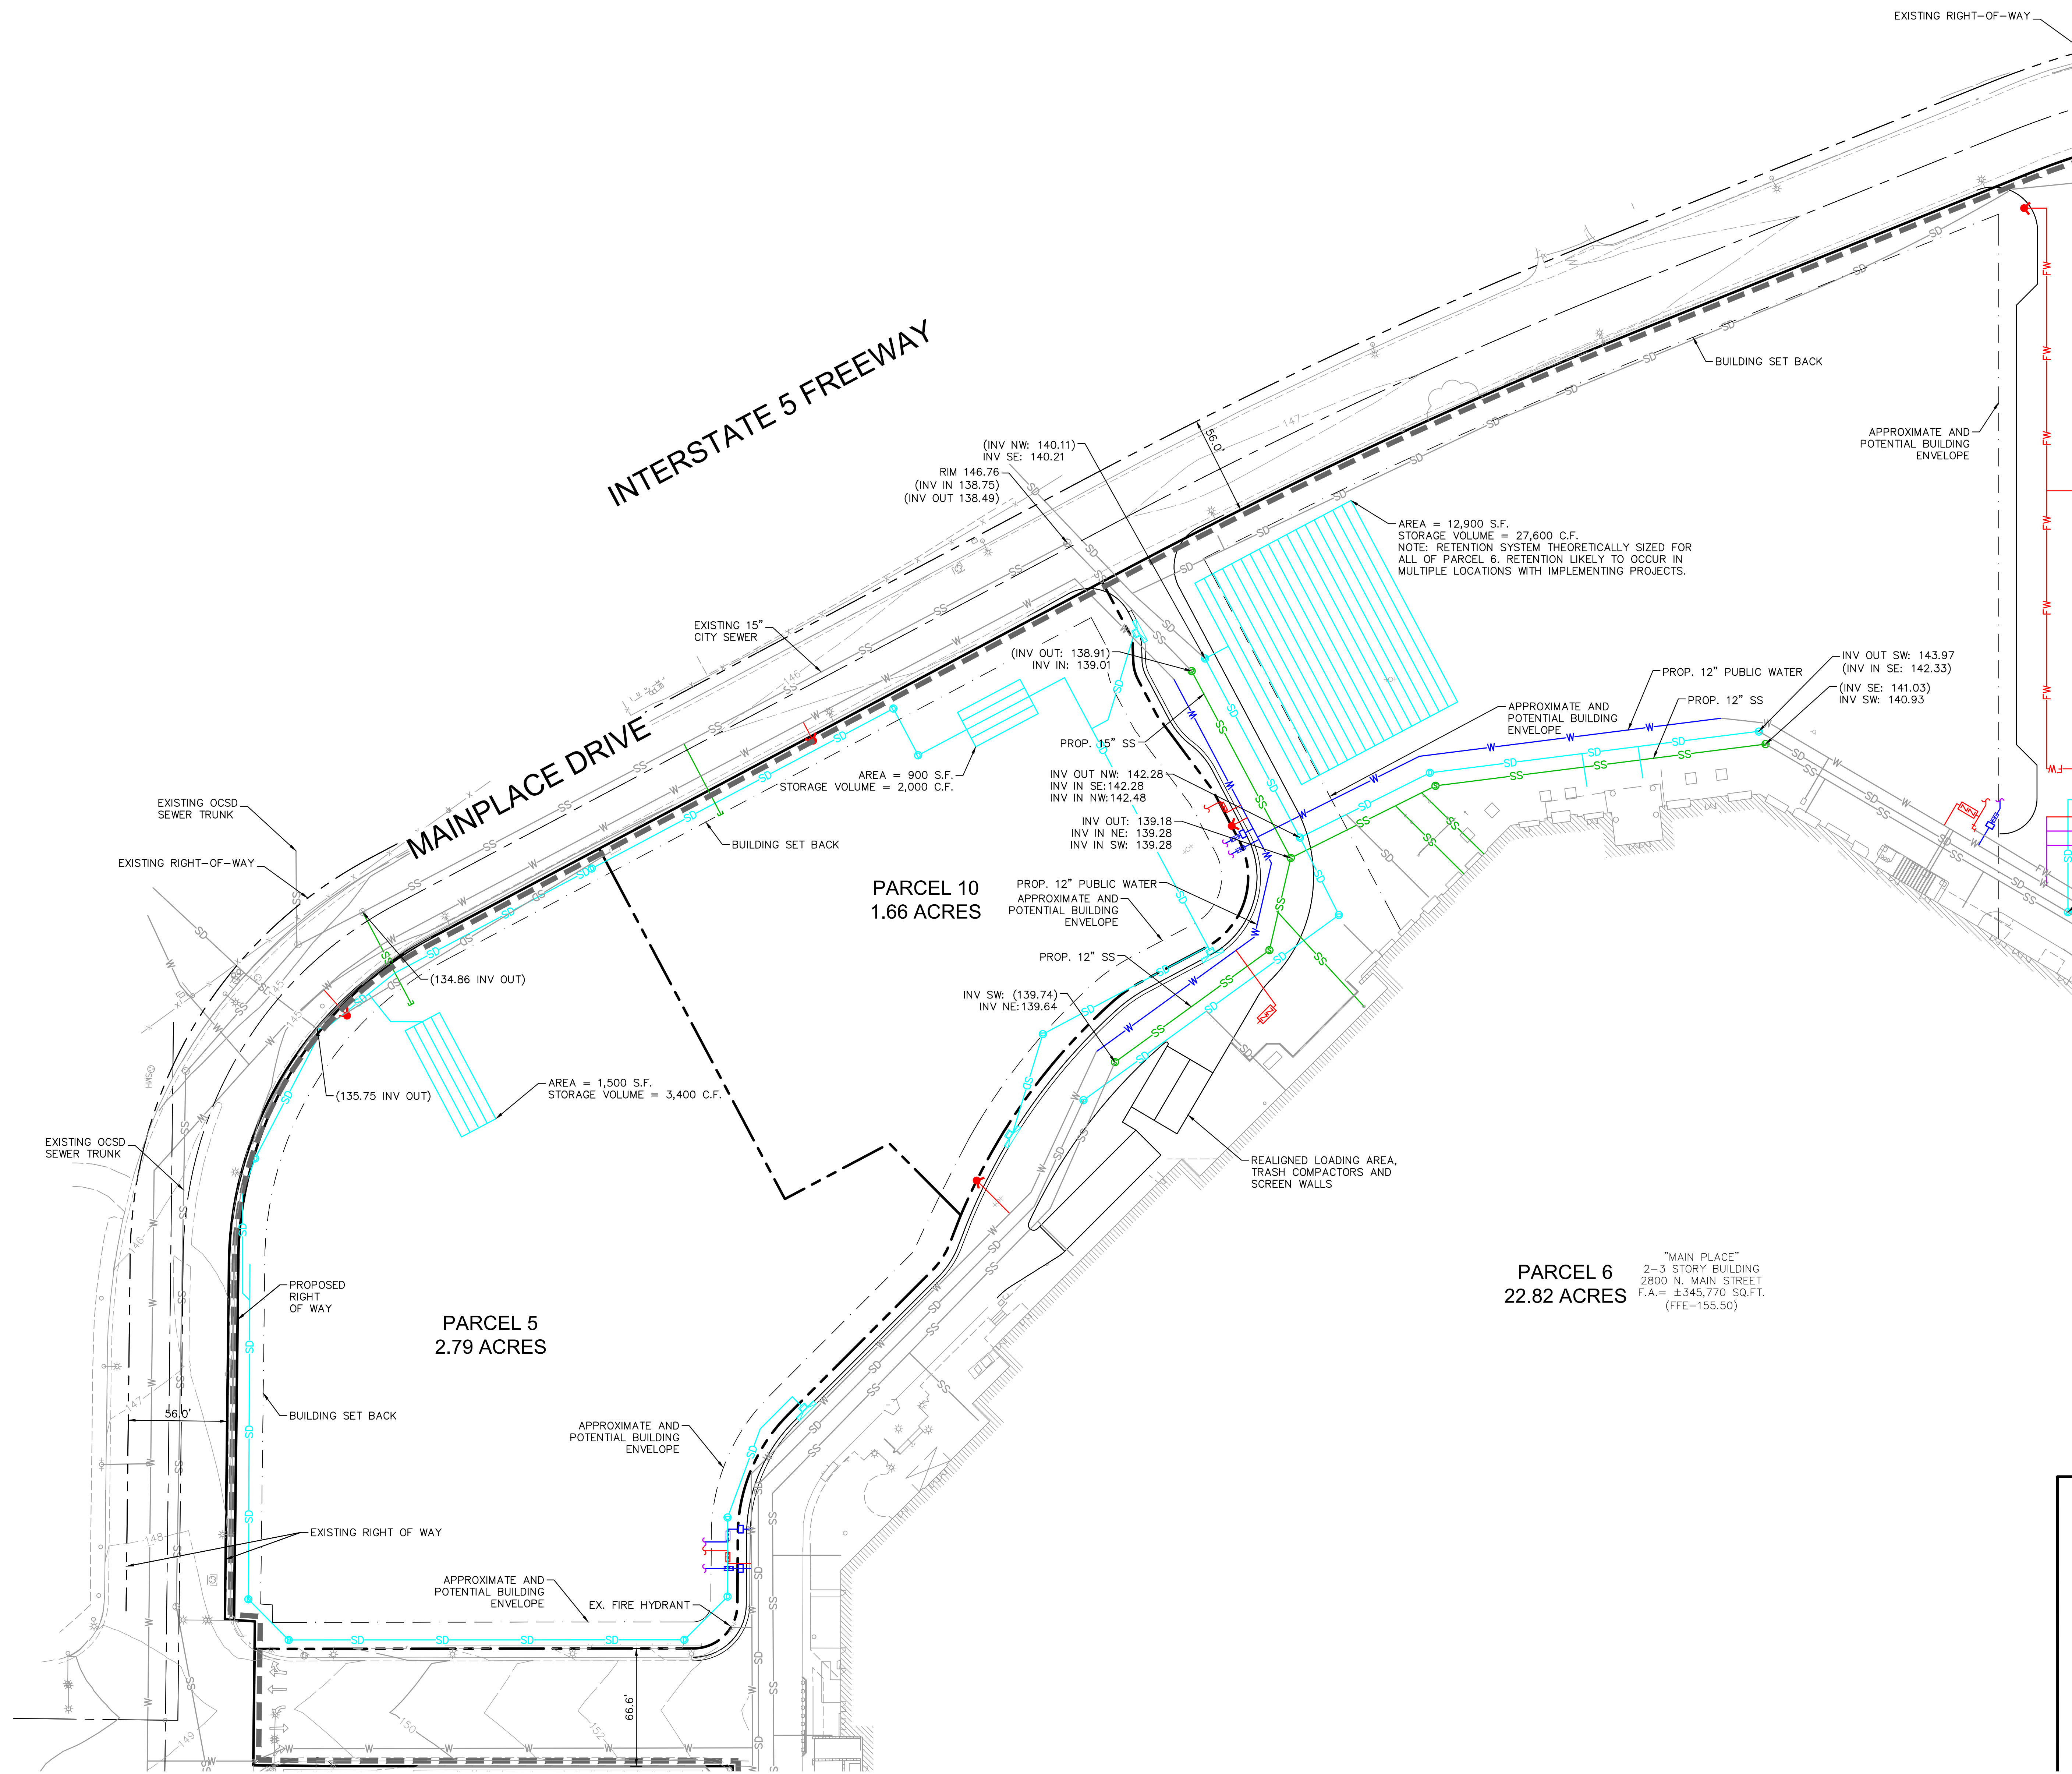 EXISTING RIGHT-OF-WAY
INTERSTATE 5 FREEWAY
MAINPLACE DRIVE
BUILDING SET BACK
APPROXIMATE AND
POTENTIAL BUILDING
ENVELOPE
147
56.0'
(INV NW: 140.11)
INV SE: 140.21
RIM 146.76
(INV IN 138.75)
(INV OUT 138.49)
AREA = 12,900 S.F.
STORAGE VOLUME = 27,600 C.F.
NOTE: RETENTION SYSTEM THEORETICALLY SIZED FOR
ALL OF PARCEL 6. RETENTION LIKELY TO OCCUR IN
MULTIPLE LOCATIONS WITH IMPLEMENTING PROJECTS.
EXISTING 15"
CITY SEWER
146
(INV OUT: 138.91)
INV IN: 139.01
INV OUT SW: 143.97
(INV IN SE: 142.33)
PROP. 12" PUBLIC WATER
(INV SE: 141.03)
INV SW: 140.93
PROP. 12" SS
APPROXIMATE AND
POTENTIAL BUILDING
ENVELOPE
PROP. 15" SS
AREA = 900 S.F.
STORAGE VOLUME = 2,000 C.F.
INV OUT NW: 142.28
INV IN SE:142.28
INV IN NW:142.48
INV OUT: 139.18
INV IN NE: 139.28
INV IN SW: 139.28
EXISTING OCSD
SEWER TRUNK
BUILDING SET BACK
EXISTING RIGHT-OF-WAY
PARCEL 10
1.66 ACRES
PROP. 12" PUBLIC WATER
APPROXIMATE AND
POTENTIAL BUILDING
ENVELOPE
PROP. 12" SS
(134.86 INV OUT)
INV SW: (139.74)
INV NE:139.64
145
145
SMH
AREA = 1,500 S.F.
STORAGE VOLUME = 3,400 C.F.
(135.75 INV OUT)
EXISTING OCSD
SEWER TRUNK
REALIGNED LOADING AREA,
TRASH COMPACTORS AND
SCREEN WALLS
146
PARCEL 6
22.82 ACRES
"MAIN PLACE"
2-3 STORY BUILDING
2800 N. MAIN STREET
F.A.= ±345,770 SQ.FT.
(FFE=155.50)
PROPOSED
RIGHT
OF WAY
PARCEL 5
2.79 ACRES
147
56.0'
BUILDING SET BACK
APPROXIMATE AND
POTENTIAL BUILDING
ENVELOPE
148
EXISTING RIGHT OF WAY
APPROXIMATE AND
POTENTIAL BUILDING
ENVELOPE
EX. FIRE HYDRANT
66.6'
149
150
152